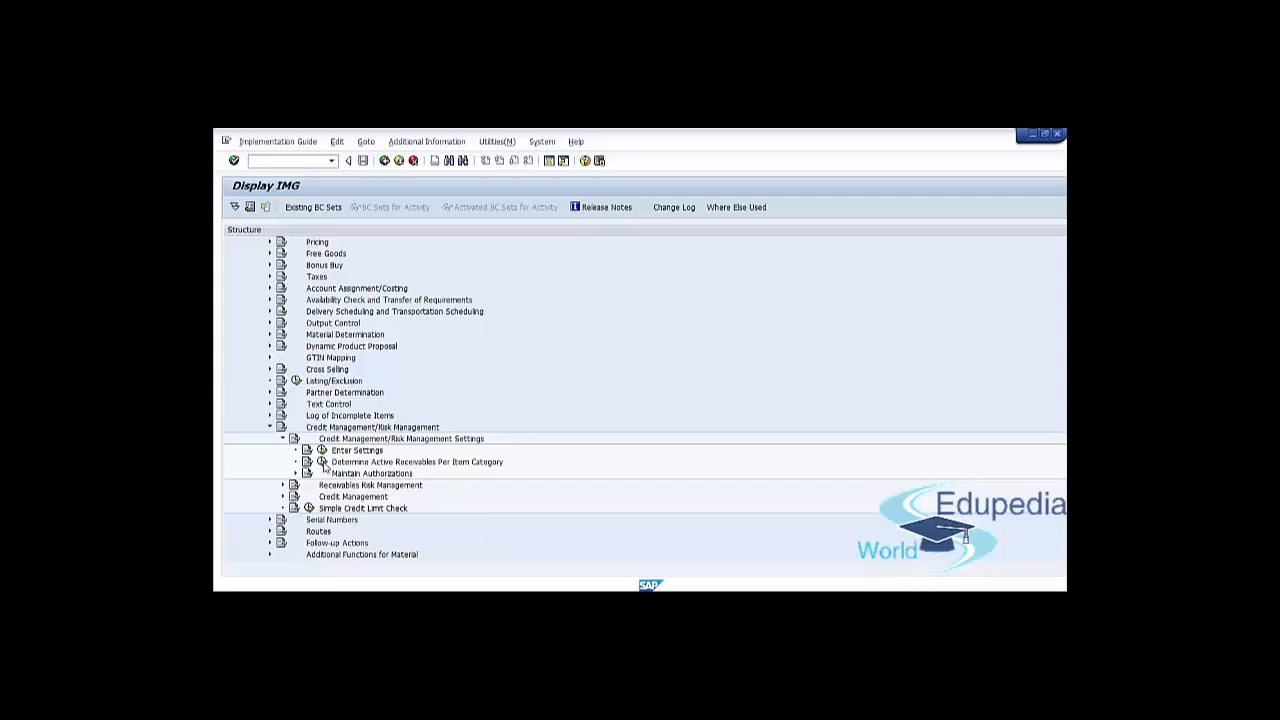 Implementation Guide Edit Goto Additional Information Utilities(M) System Help
Display IMG
Existing BC Sets BC Sets for Activity Activated BC Sets for Activity Release Notes Change Log Where Else Used
Structure
Pricing
Free Goods
Bonus Buy
Taxes
Account Assignment/Costing
Availability Check and Transfer of Requirements
Delivery Scheduling and Transportation Scheduling
Output Control
Material Determination
Dynamic Product Proposal
GTIN Mapping
Cross Selling
Listing/Exclusion
Partner Determination
Text Control
Log of Incomplete Items
Credit Management/Risk Management
Credit Management/Risk Management Settings
Enter Settings
Determine Active Receivables Per Item Category
Maintain Authorizations
Receivables Risk Management
Credit Management
Simple Credit Limit Check
Serial Numbers
Routes
Follow-up Actions
Additional Functions for Material
Edupedia
World
SAP